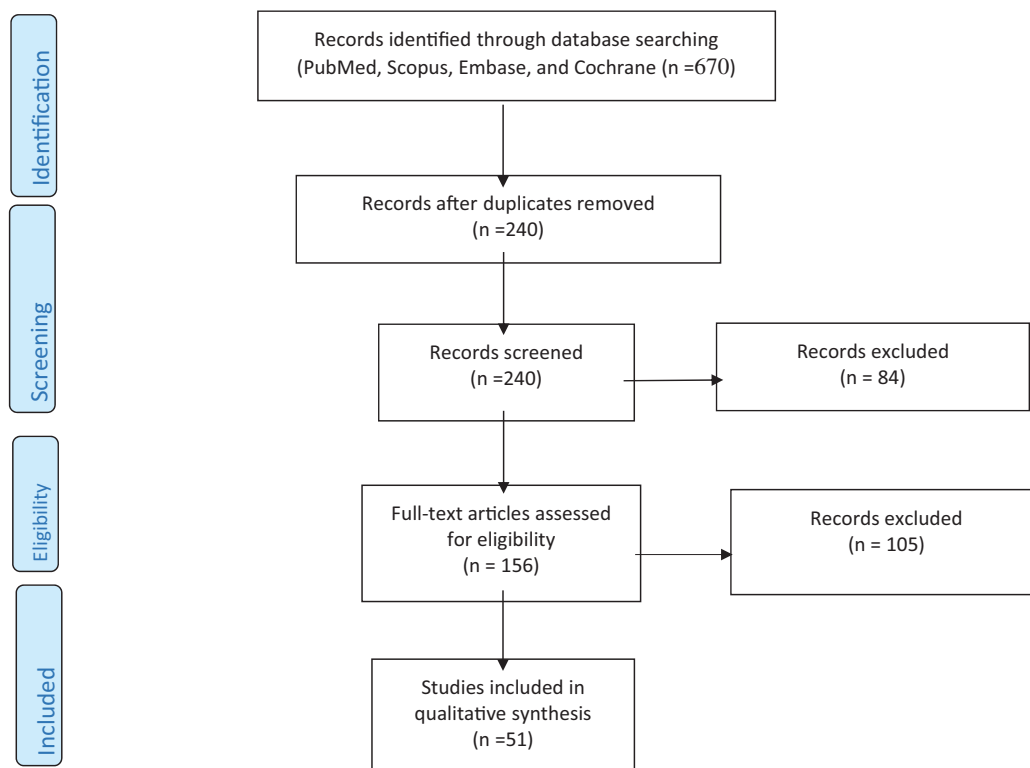 Identification
Records identified through database searching
(PubMed, Scopus, Embase, and Cochrane (n =670)
Records after duplicates removed
(n =240)
Screening
Records screened
(n =240)
Records excluded
(n = 84)
Eligibility
Full-text articles assessed
for eligibility
(n = 156)
Records excluded
(n = 105)
Included
Studies included in
qualitative synthesis
(n =51)